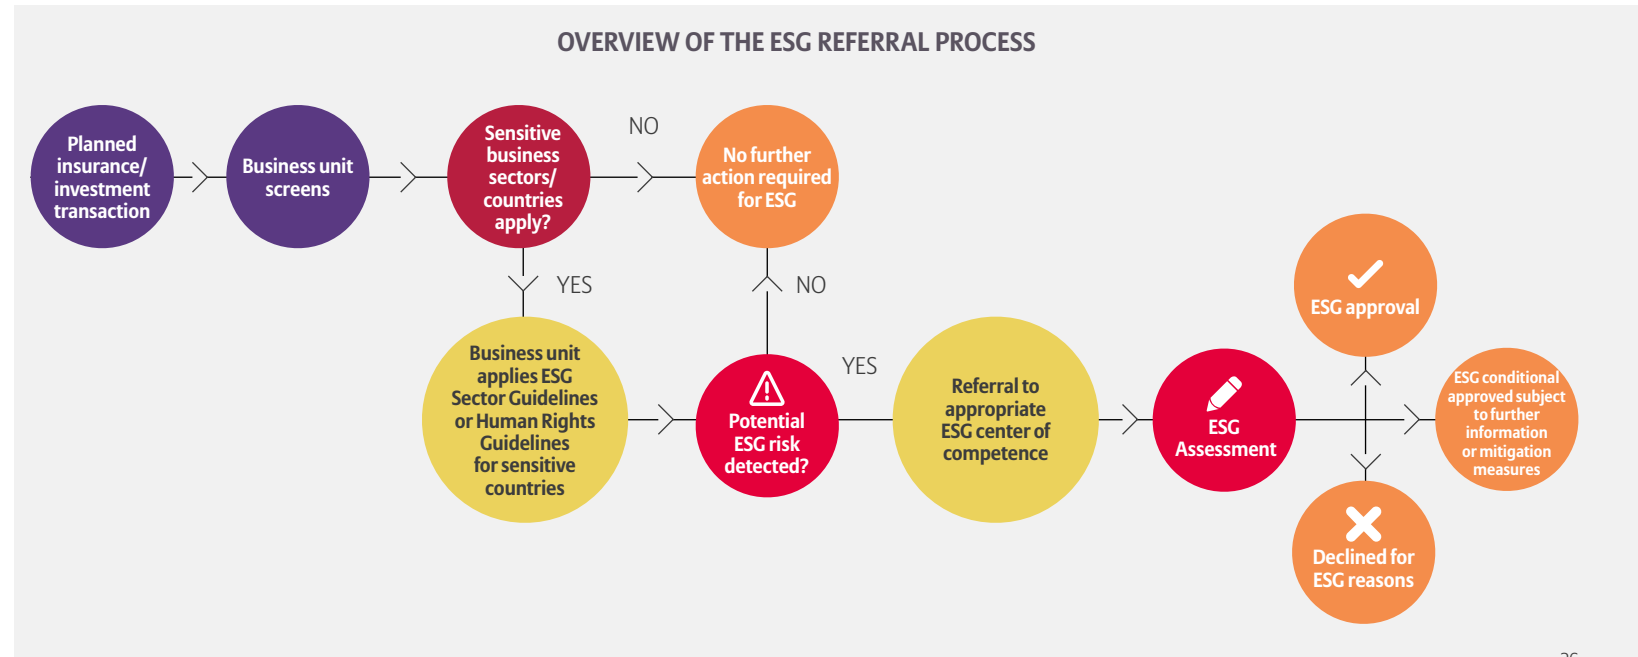 OVERVIEW OF THE ESG REFERRAL PROCESS
Planned
insurance/
investment
transaction
Business unit
screens
Sensitive
business
sectors/
countries
apply?
NO
No further
action required
for ESG
YES
Business unit
applies ESG
Sector Guidelines
or Human Rights
Guidelines
for sensitive
countries
NO
Potential
ESG risk
detected?
YES
Referral to
appropriate
ESG center of
competence
ESG
Assessment
ESG approval
ESG conditional
approved subject
to further
information
or mitigation
measures
Declined for
ESG reasons